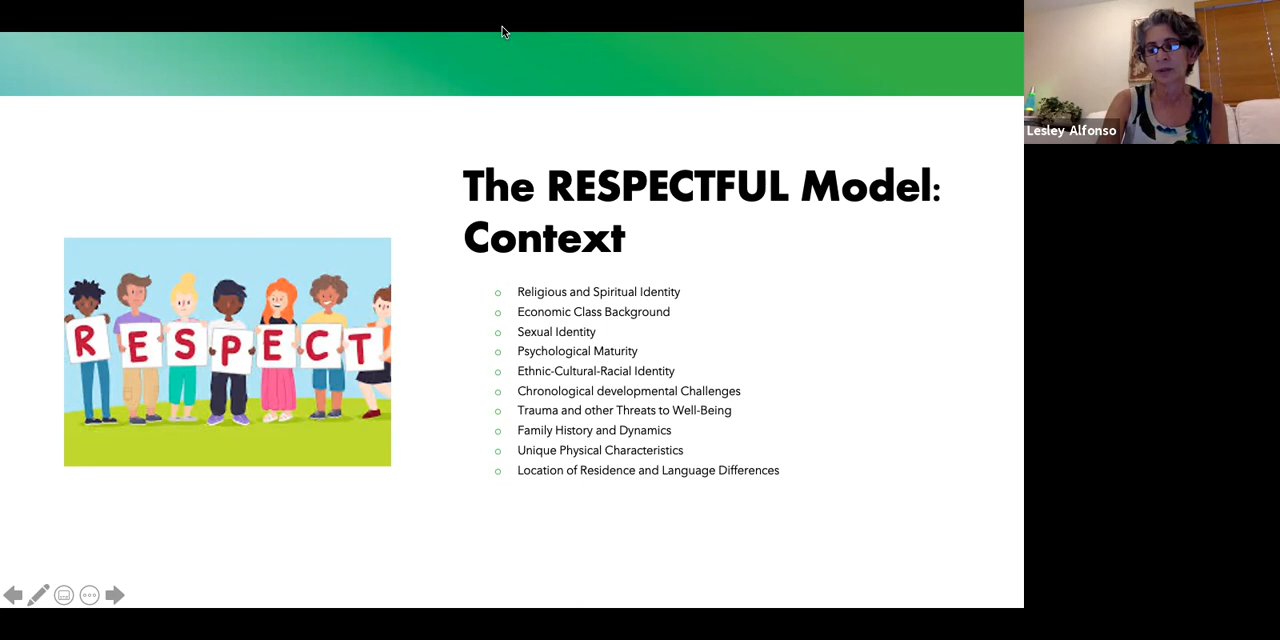 The RESPECTFUL Model:
Context
Religious and Spiritual Identity
Economic Class Background
Sexual Identity
Psychological Maturity
Ethnic-Cultural-Racial Identity
Chronological developmental Challenges
Trauma and other Threats to Well-Being
Family History and Dynamics
Unique Physical Characteristics
Location of Residence and Language Differences
R E S P E C T
Lesley Alfonso